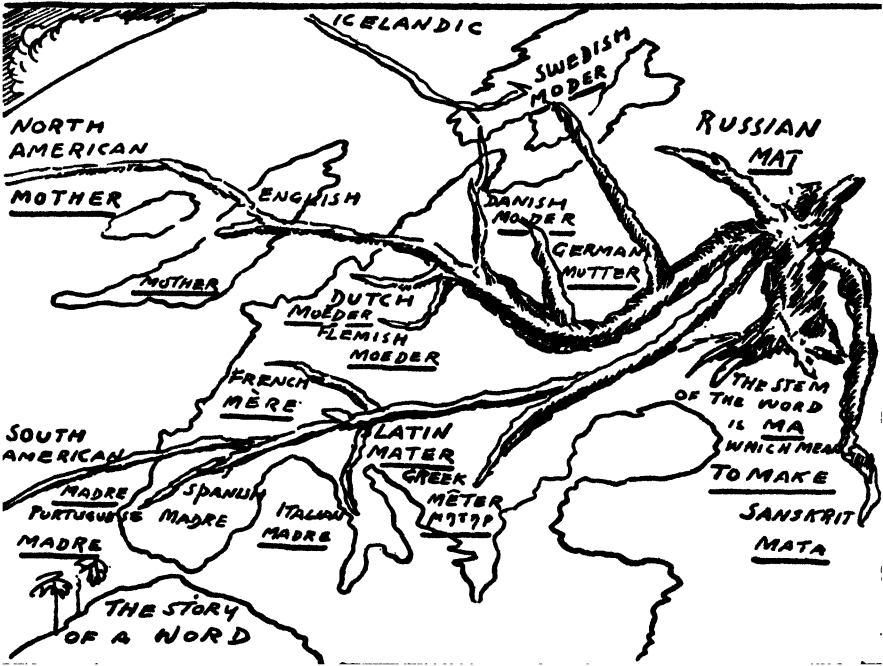 ICELANDIC
SWEDISH
MODER
NORTH
AMERICAN
MOTHER
RUSSIAN
MAT
ENGLISH
MOTHER
DANISH
MODER
GERMAN
MUTTER
DUTCH
MOEDER
FLEMISH
MOEDER
FRENCH
MÈRE
THE STEM
OF THE WORD
IS MA
WHICH MEAN
TO MAKE
SOUTH
AMERICAN
MADRE
PORTUGUESE
MADRE
SPANISH
MADRE
ITALIAN
MADRE
LATIN
MATER
GREEK
MĒTER
SANSKRIT
MATA
THE STORY
OF A WORD